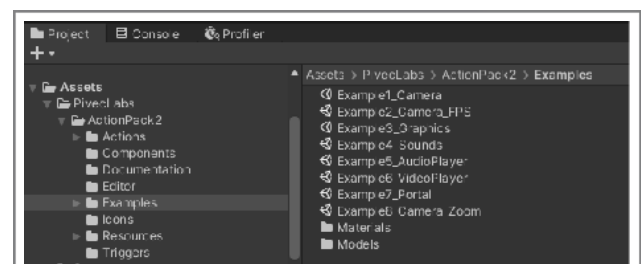 Project Console Profiler
Assets > PivecLabs > ActionPack2 > Examples
Assets
PivecLabs
ActionPack2
Actions
Components
Documentation
Editor
Examples
Icons
Resources
Triggers
Example1_Camera
Example2_Camera_FPS
Example3_Graphics
Example4_Sounds
Example5_AudioPlayer
Example6_VideoPlayer
Example7_Portal
Example8_Camera_Zoom
Materials
Models